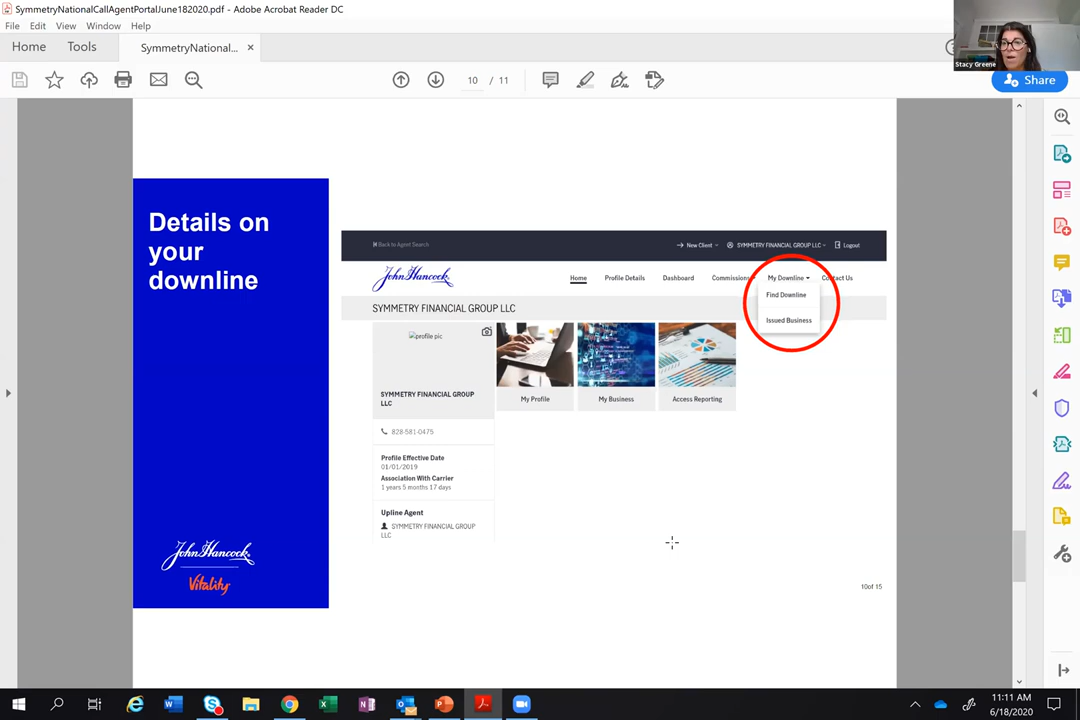 SymmetryNationalCallAgentPortalJune182020.pdf - Adobe Acrobat Reader DC
File Edit View Window Help
Home Tools SymmetryNational... ×
10 / 11
Share
Stacy Greene
Details on
your
downline
John Hancock
Vitality
Back to Agent Search
New Client
SYMMETRY FINANCIAL GROUP LLC
Logout
John Hancock
Home Profile Details Dashboard Commissions My Downline Contact Us
Find Downline
Issued Business
SYMMETRY FINANCIAL GROUP LLC
profile pic
SYMMETRY FINANCIAL GROUP
LLC
828-581-0475
Profile Effective Date
01/01/2019
Association With Carrier
1 years 5 months 17 days
Upline Agent
SYMMETRY FINANCIAL GROUP
LLC
My Profile
My Business
Access Reporting
10of 15
11:11 AM
6/18/2020